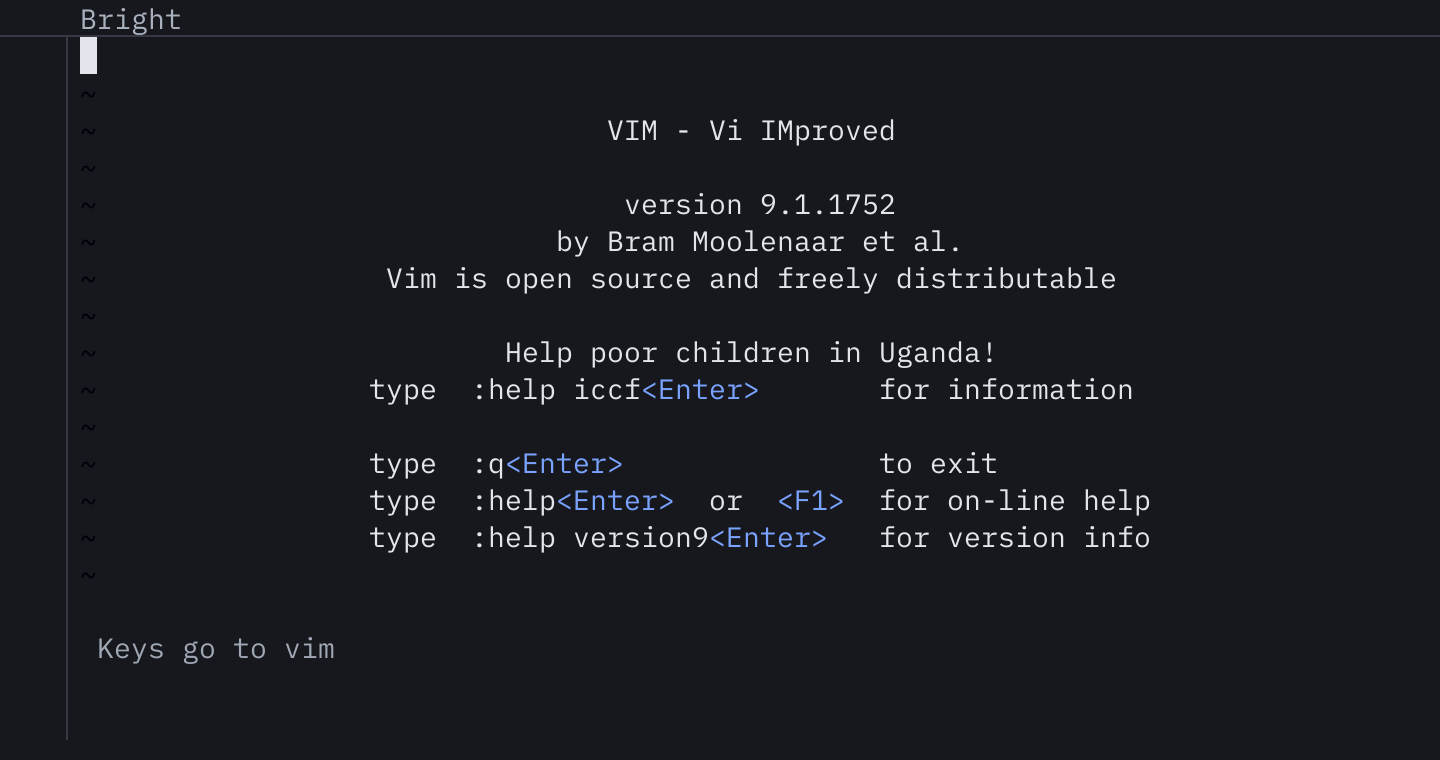 Bright
~
~ VIM - Vi IMproved
~
~ version 9.1.1752
~ by Bram Moolenaar et al.
~ Vim is open source and freely distributable
~
~ Help poor children in Uganda!
~ type  :help iccf<Enter>       for information
~
~ type  :q<Enter>               to exit
~ type  :help<Enter>  or  <F1>  for on-line help
~ type  :help version9<Enter>   for version info
~
Keys go to vim